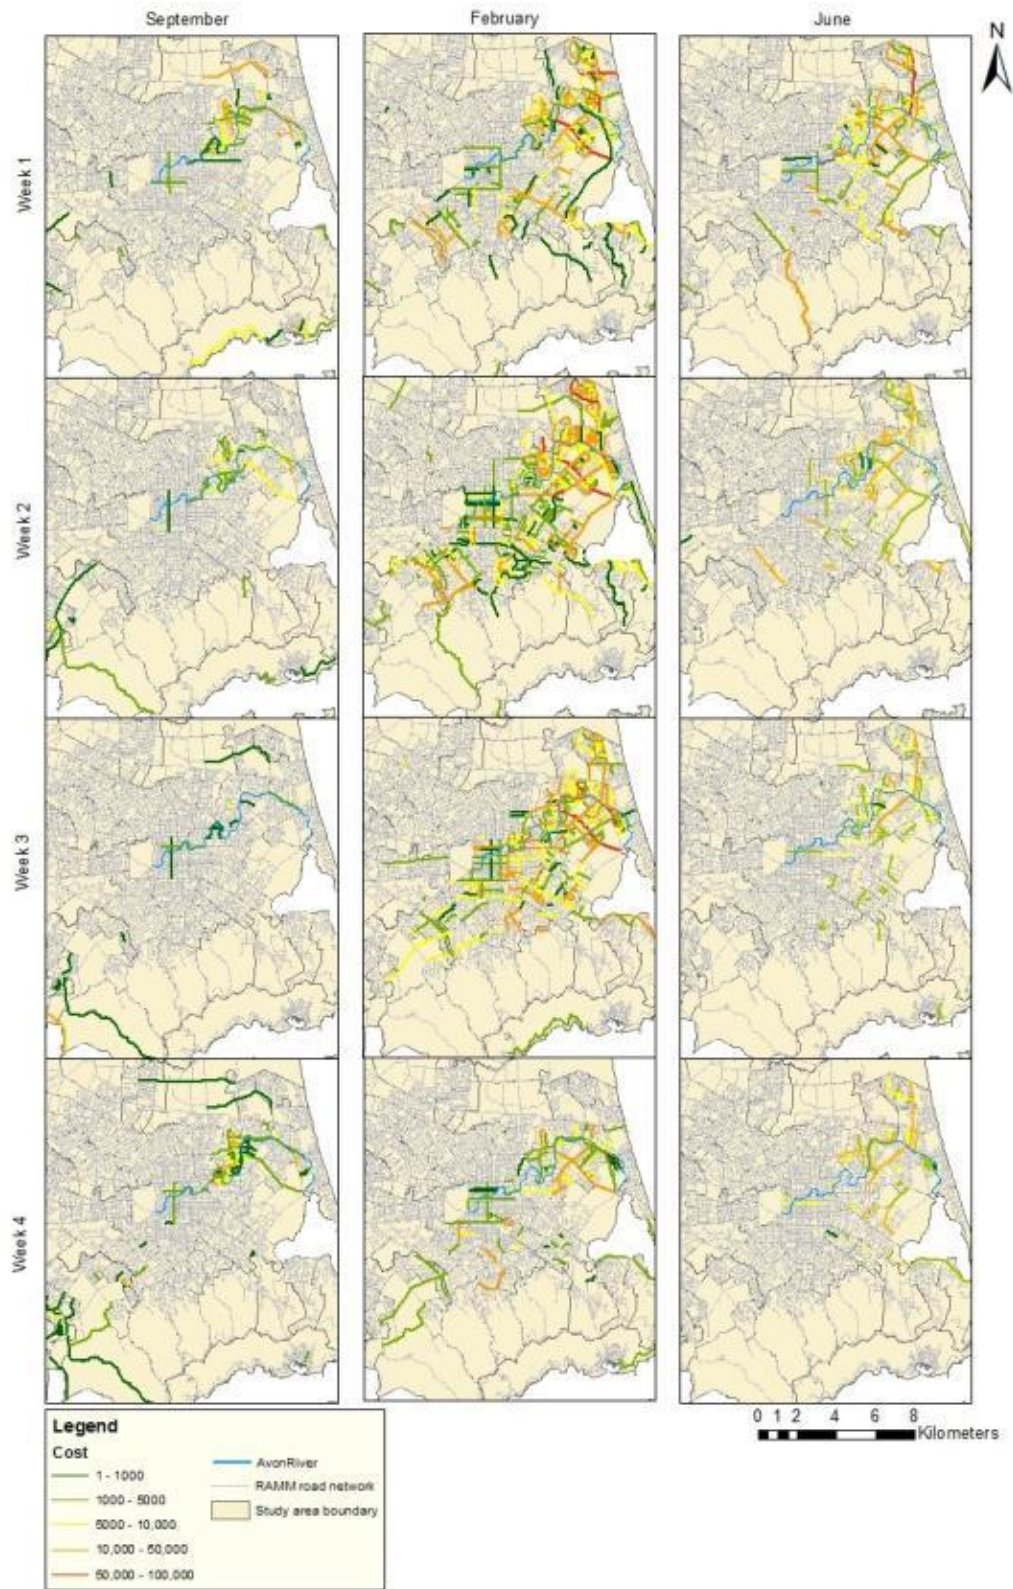 September
February
June
N
Week 1
Week 2
Week 3
Week 4
Legend
Cost
1 - 1000
1000 - 5000
5000 - 10,000
10,000 - 50,000
50,000 - 100,000
AvonRiver
RAMM road network
Study area boundary
0 1 2 4 6 8
Kilometers